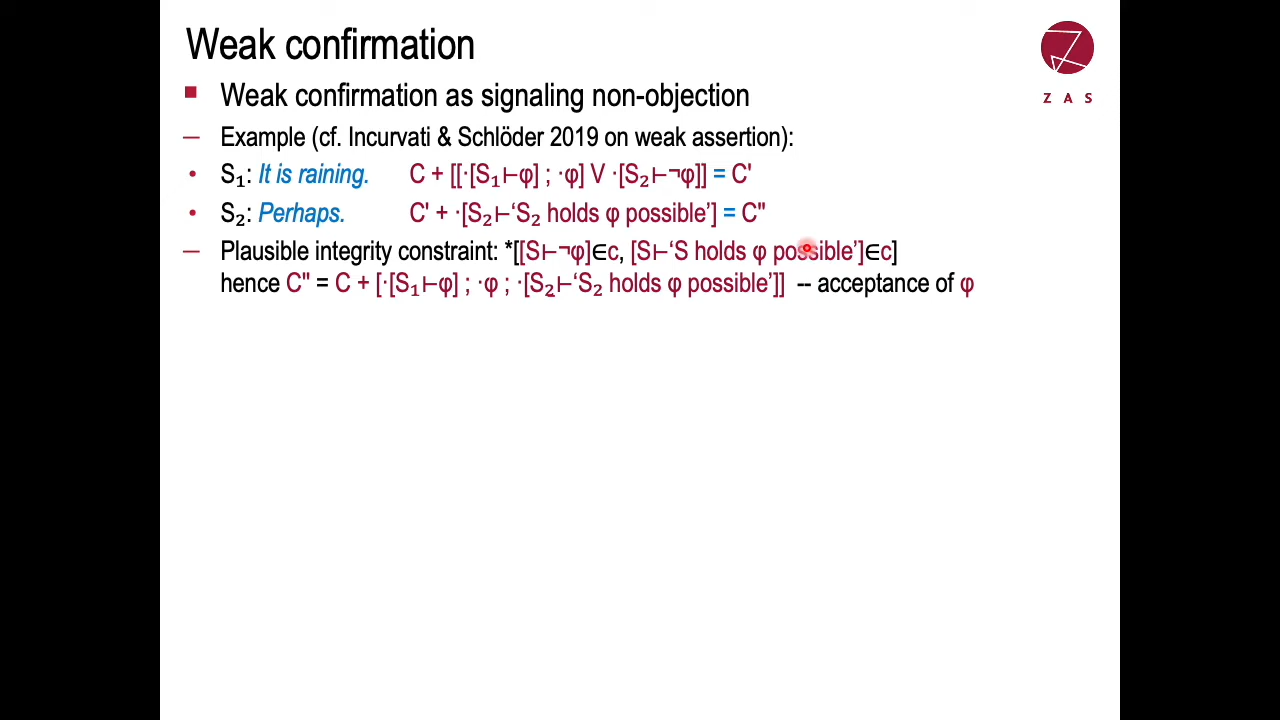 Weak confirmation
Z A S
Weak confirmation as signaling non-objection
Example (cf. Incurvati & Schlöder 2019 on weak assertion):
S₁: It is raining. C + [[·[S₁⊢φ] ; ·φ] V ·[S₂⊢¬φ]] = C'
S₂: Perhaps. C' + ·[S₂⊢‘S₂ holds φ possible’] = C"
Plausible integrity constraint: *[[S⊢¬φ]∈c, [S⊢‘S holds φ possible’]∈c]
hence C" = C + [·[S₁⊢φ] ; ·φ ; ·[S₂⊢‘S₂ holds φ possible’]] -- acceptance of φ